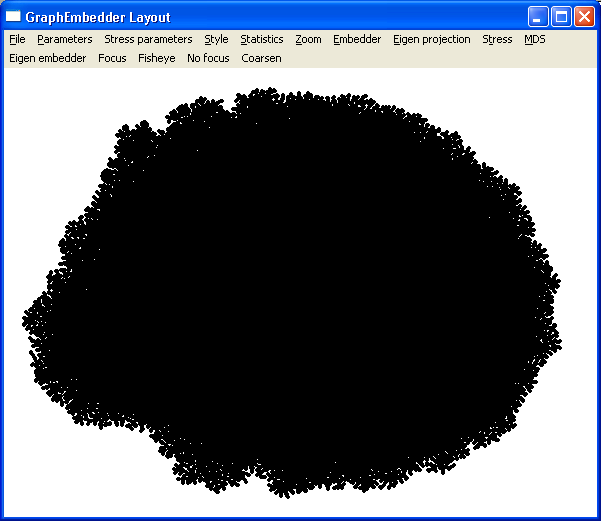 GraphEmbedder Layout
File Parameters Stress parameters Style Statistics Zoom Embedder Eigen projection Stress MDS
Eigen embedder Focus Fisheye No focus Coarsen